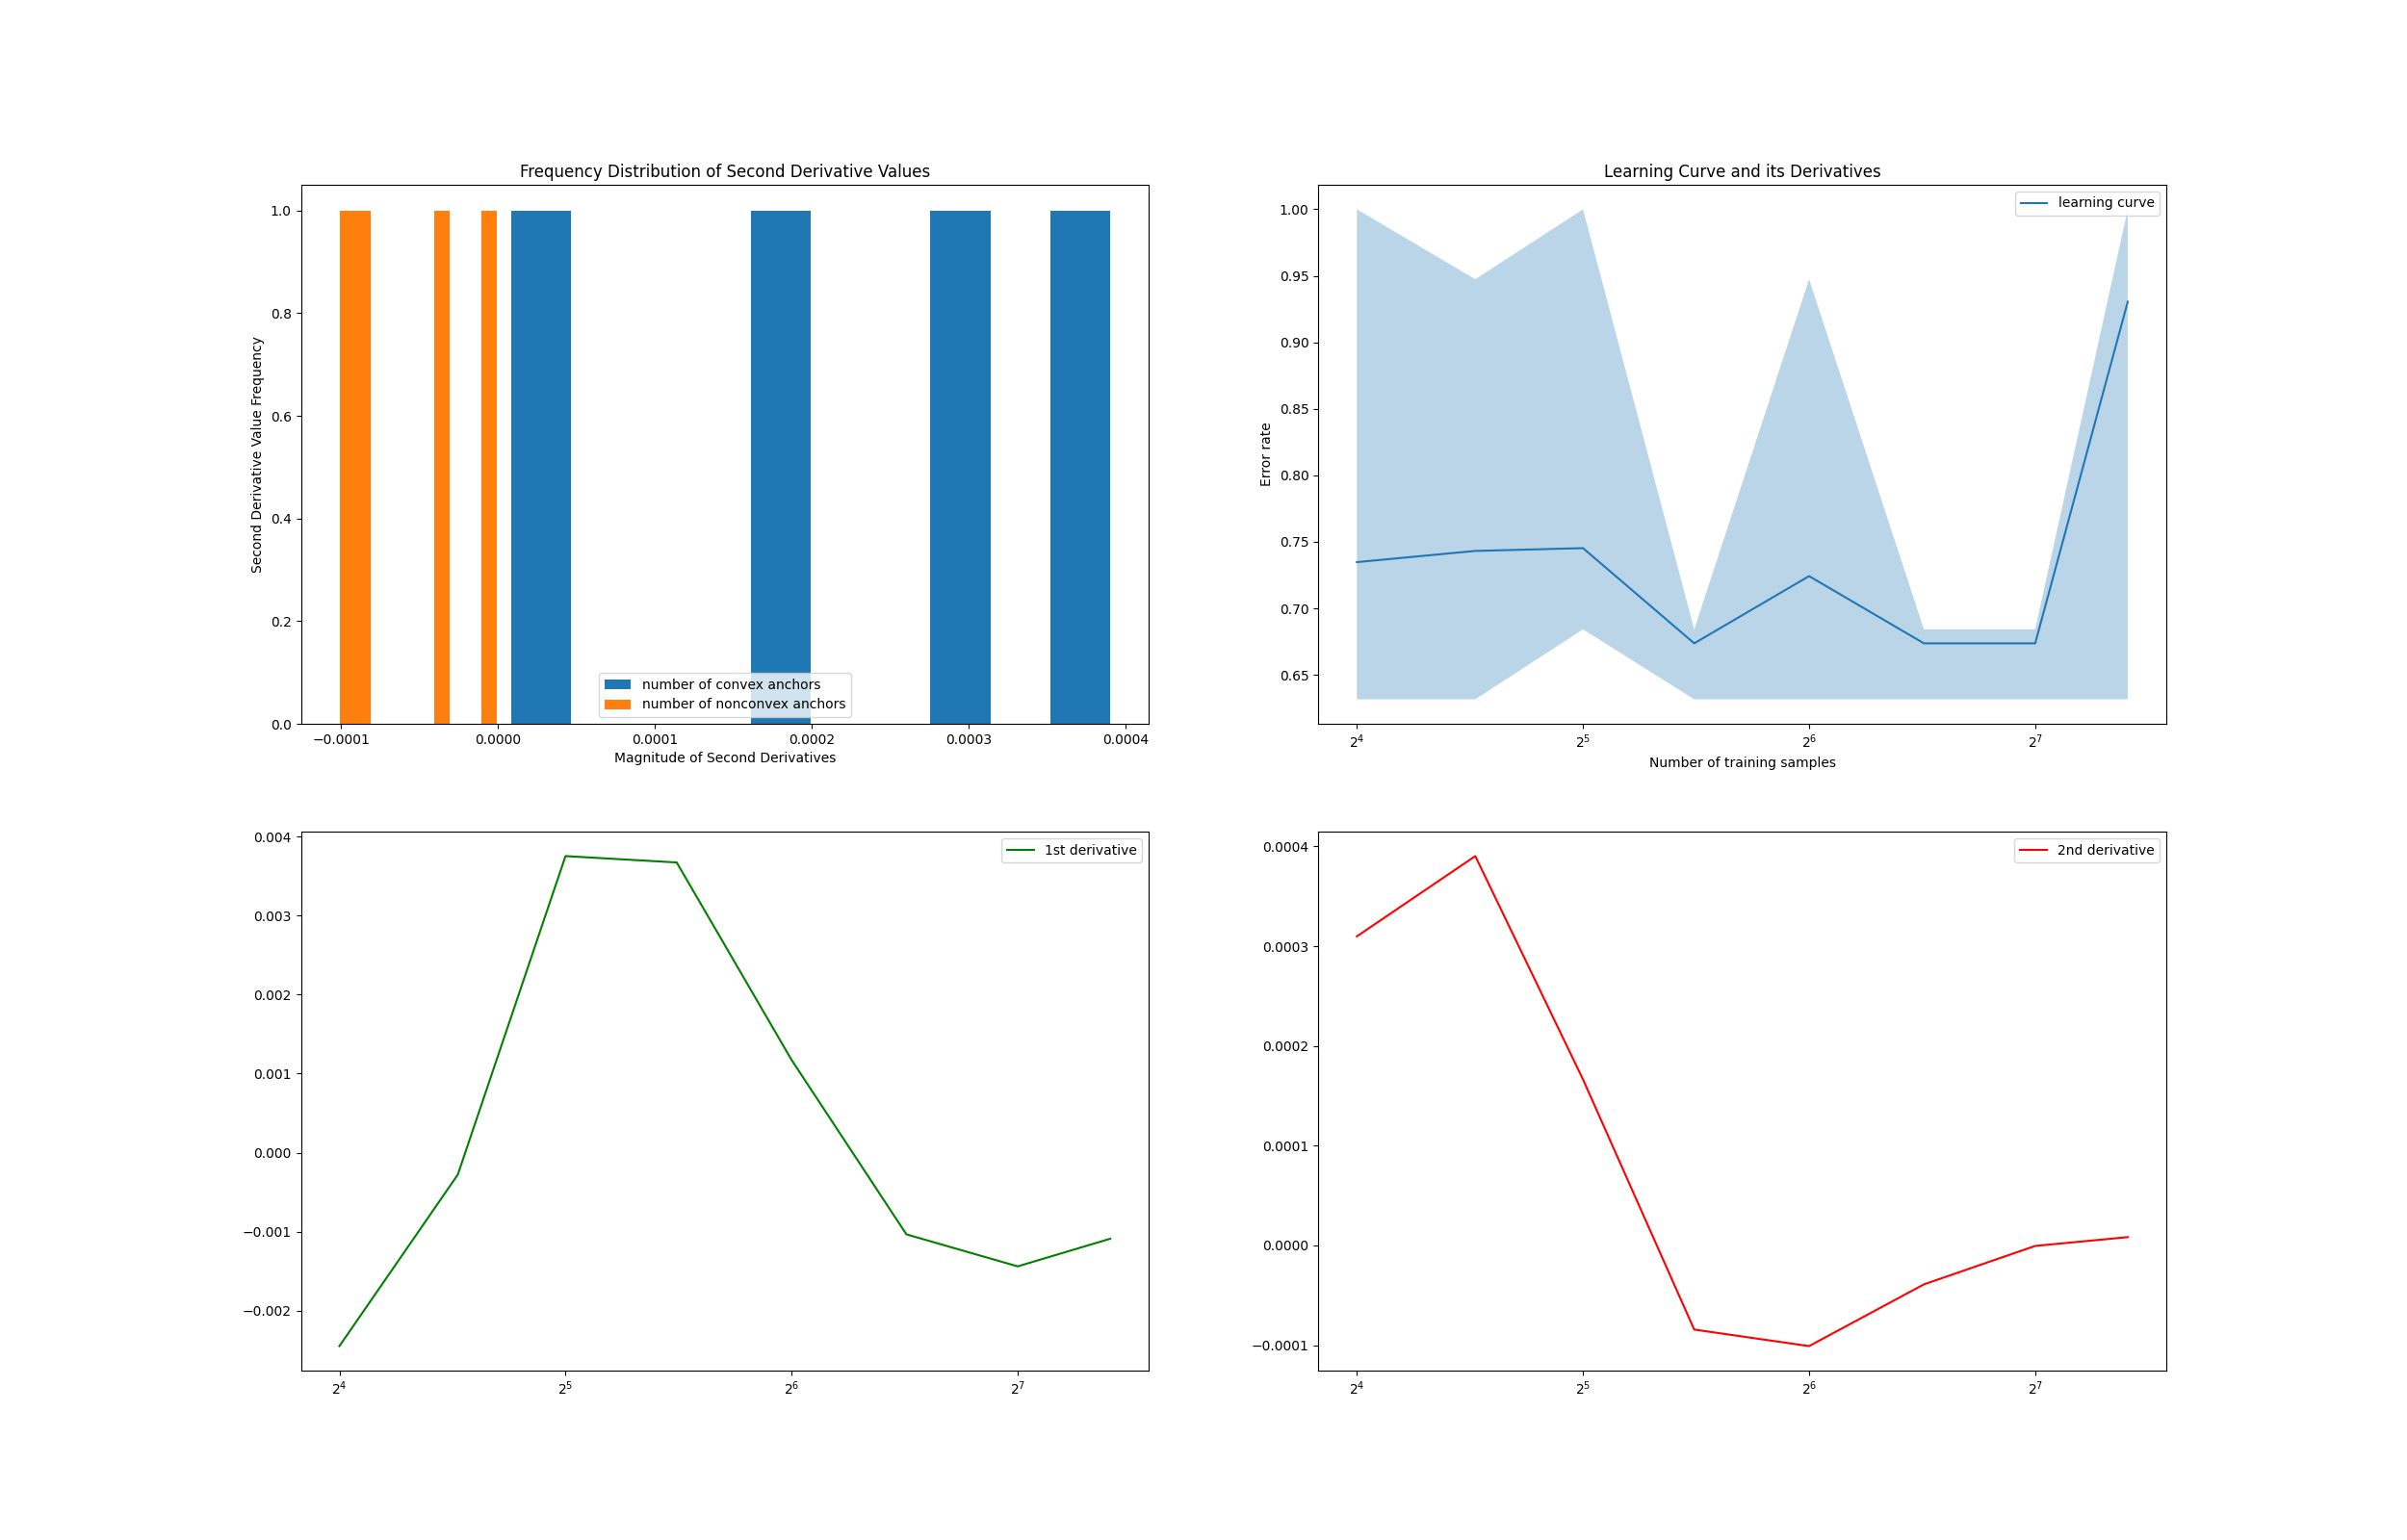 Frequency Distribution of Second Derivative Values
1.0
0.8
0.6
0.4
0.2
0.0
Second Derivative Value Frequency
number of convex anchors
number of nonconvex anchors
−0.0001 0.0000 0.0001 0.0002 0.0003 0.0004
Magnitude of Second Derivatives
Learning Curve and its Derivatives
learning curve
1.00
0.95
0.90
0.85
0.80
0.75
0.70
0.65
Error rate
2⁴ 2⁵ 2⁶ 2⁷
Number of training samples
1st derivative
0.004
0.003
0.002
0.001
0.000
−0.001
−0.002
2⁴ 2⁵ 2⁶ 2⁷
2nd derivative
0.0004
0.0003
0.0002
0.0001
0.0000
−0.0001
2⁴ 2⁵ 2⁶ 2⁷